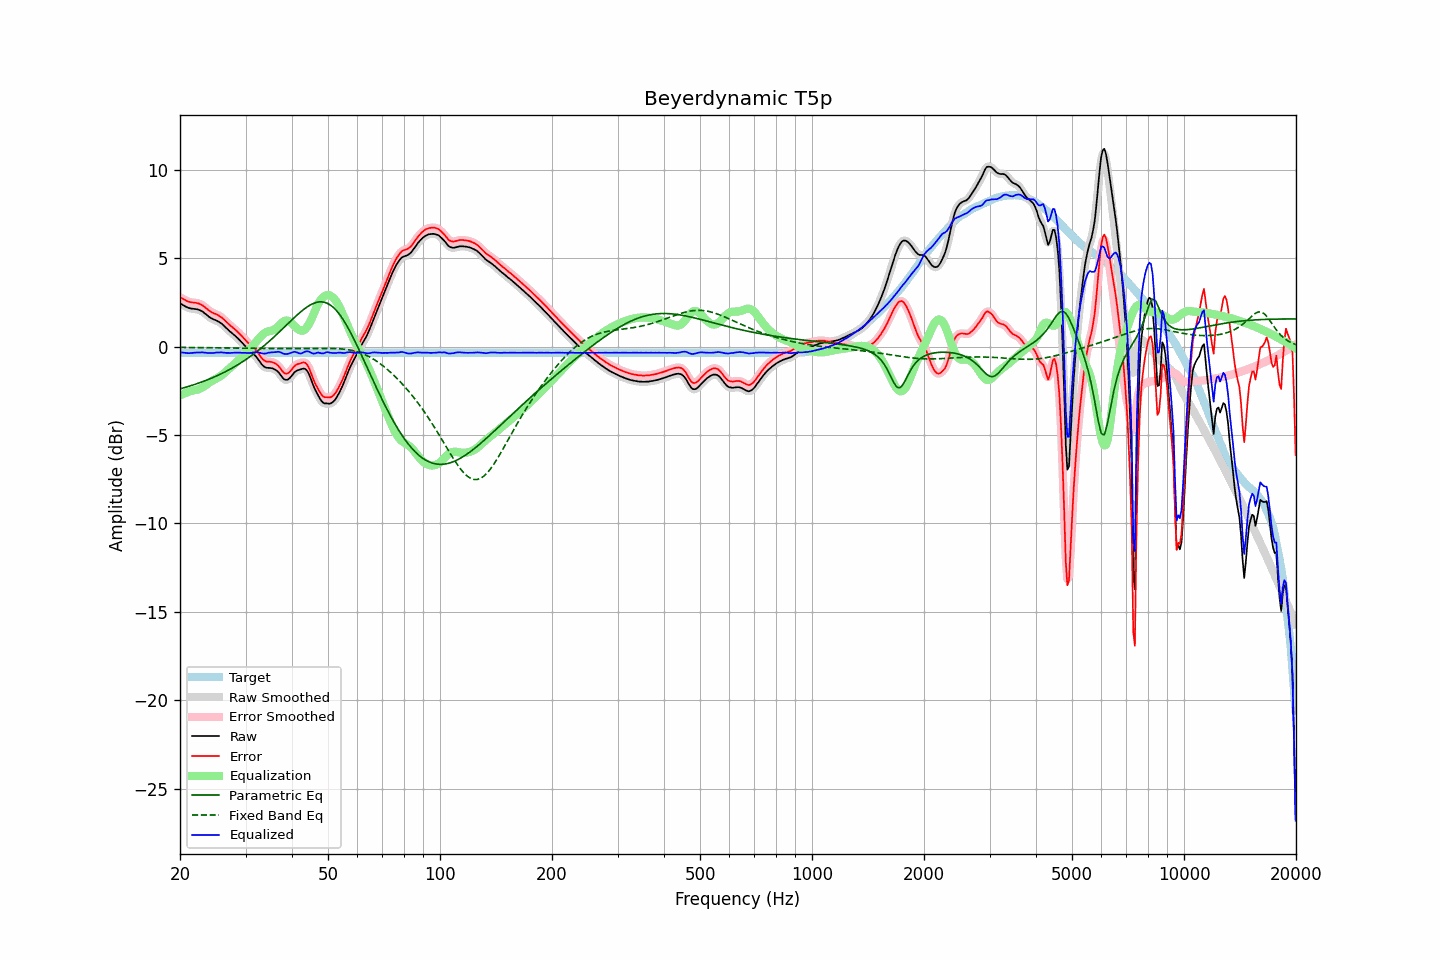 Beyerdynamic T5p
Amplitude (dBr)
10
5
0
−5
−10
−15
−20
−25
Target
Raw Smoothed
Error Smoothed
Raw
Error
Equalization
Parametric Eq
Fixed Band Eq
Equalized
20 50 100 200 500 1000 2000 5000 10000 20000
Frequency (Hz)